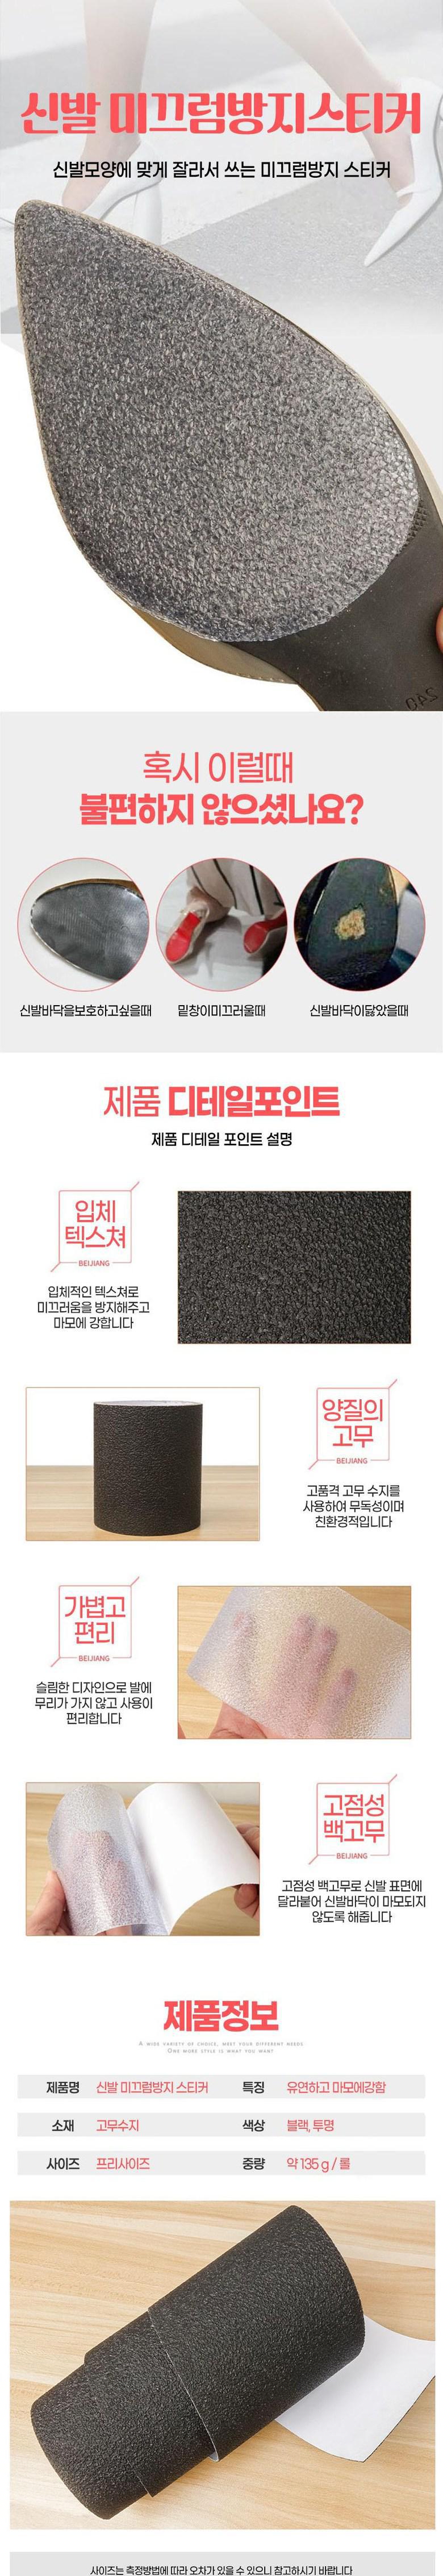 신발 미끄럼방지스티커
신발모양에 맞게 잘라서 쓰는 미끄럼방지 스티커
240
혹시 이럴때
불편하지 않으셨나요?
신발바닥을보호하고싶을때
밑창이미끄러울때
신발바닥이닳았을때
제품 디테일포인트
제품 디테일 포인트 설명
입체
텍스쳐
BEIJIANG
입체적인 텍스쳐로
미끄러움을 방지해주고
마모에 강합니다
양질의
고무
BEIJIANG
고품격 고무 수지를
사용하여 무독성이며
친환경적입니다
가볍고
편리
BEIJIANG
슬림한 디자인으로 발에
무리가 가지 않고 사용이
편리합니다
고점성
백고무
BEIJIANG
고점성 백고무로 신발 표면에
달라붙어 신발바닥이 마모되지
않도록 해줍니다
제품정보
A WIDE VARIETY OF CHOICE, MEET YOUR DIFFERENT NEEDS
ONE MORE STYLE IS WHAT YOU WANT
제품명 신발 미끄럼방지 스티커 특징 유연하고 마모에강함
소재 고무수지 색상 블랙, 투명
사이즈 프리사이즈 중량 약 135 g / 롤
사이즈는 측정방법에 따라 오차가 있을 수 있으니 참고하시기 바랍니다